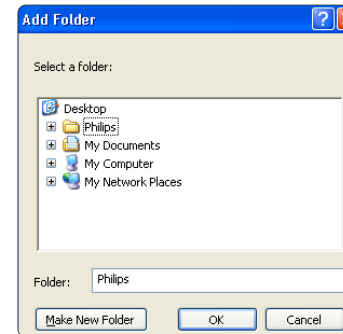 Add Folder
Select a folder:
Desktop
Philips
My Documents
My Computer
My Network Places
Folder: Philips
Make New Folder OK Cancel